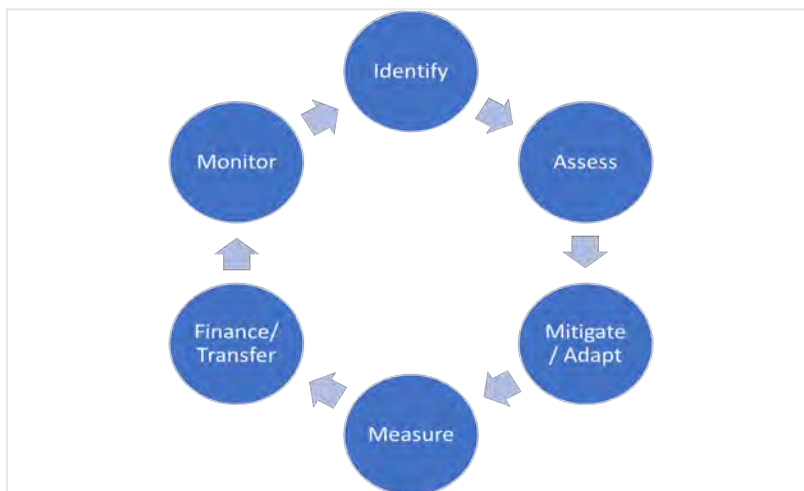 Identify
Assess
Mitigate
/ Adapt
Measure
Finance/
Transfer
Monitor